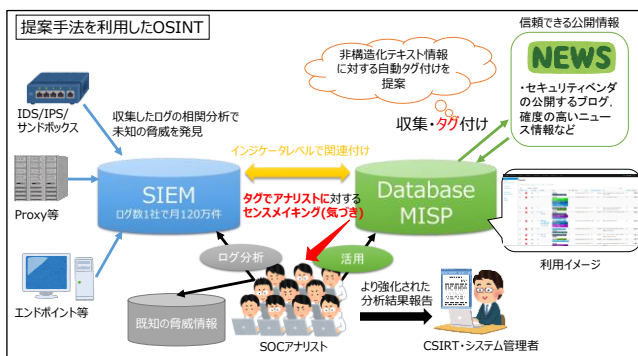 提案手法を利用したOSINT
信頼できる公開情報
非構造化テキスト情報
に対する自動タグ付けを
提案
NEWS
・セキュリティベンダ
の公開するブログ,
確度の高いニュー
ス情報など
IDS/IPS/
サンドボックス
収集したログの相関分析で
未知の脅威を発見
収集・タグ付け
インジケータレベルで関連付け
SIEM
ログ数1社で月120万件
Database
MISP
Proxy等
タグでアナリストに対する
センスメイキング(気づき)
利用イメージ
ログ分析
活用
エンドポイント等
既知の脅威情報
より強化された
分析結果報告
SOCアナリスト
CSIRT・システム管理者